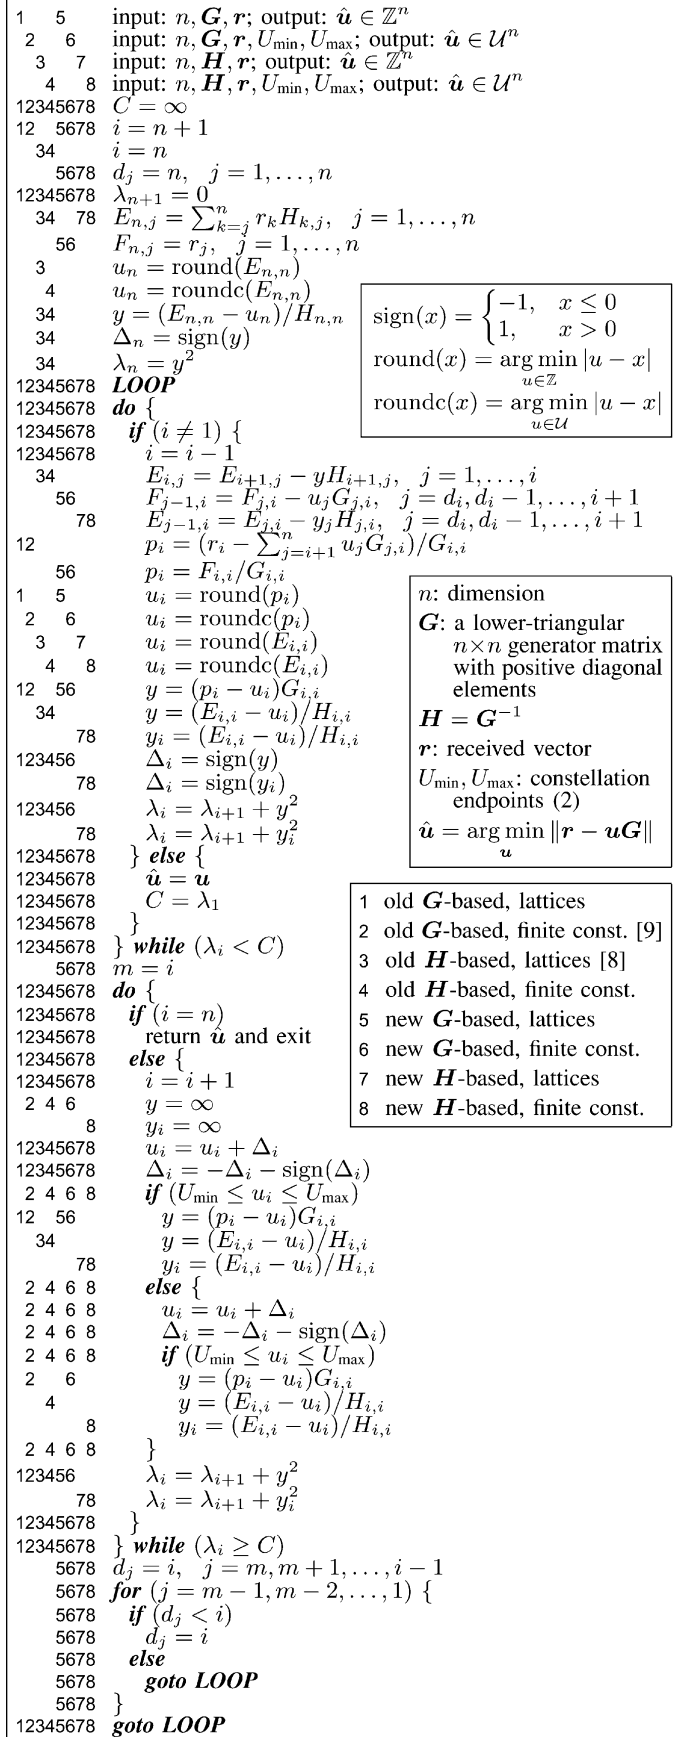 1 5 input: n, G, r; output: û ∈ ℤⁿ
2 6 input: n, G, r, U_min, U_max; output: û ∈ 𝒰ⁿ
3 7 input: n, H, r; output: û ∈ ℤⁿ
4 8 input: n, H, r, U_min, U_max; output: û ∈ 𝒰ⁿ
12345678 C = ∞
12 5678 i = n + 1
34 i = n
5678 d_j = n, j = 1, . . . , n
12345678 λ_{n+1} = 0
34 78 E_{n,j} = ∑_{k=j}^{n} r_k H_{k,j}, j = 1, . . . , n
56 F_{n,j} = r_j, j = 1, . . . , n
3 u_n = round(E_{n,n})
4 u_n = roundc(E_{n,n})
34 y = (E_{n,n} − u_n)/H_{n,n}
34 Δ_n = sign(y)
34 λ_n = y²
sign(x) = { −1, x ≤ 0
1, x > 0
round(x) = arg min_{u∈ℤ} |u − x|
roundc(x) = arg min_{u∈𝒰} |u − x|
12345678 LOOP
12345678 do {
12345678 if (i ≠ 1) {
12345678 i = i − 1
34 E_{i,j} = E_{i+1,j} − yH_{i+1,j}, j = 1, . . . , i
56 F_{j−1,i} = F_{j,i} − u_j G_{j,i}, j = d_i, d_i − 1, . . . , i + 1
78 E_{j−1,i} = E_{j,i} − y_j H_{j,i}, j = d_i, d_i − 1, . . . , i + 1
12 p_i = (r_i − ∑_{j=i+1}^{n} u_j G_{j,i})/G_{i,i}
56 p_i = F_{i,i}/G_{i,i}
1 5 u_i = round(p_i)
2 6 u_i = roundc(p_i)
3 7 u_i = round(E_{i,i})
4 8 u_i = roundc(E_{i,i})
12 56 y = (p_i − u_i)G_{i,i}
34 y = (E_{i,i} − u_i)/H_{i,i}
78 y_i = (E_{i,i} − u_i)/H_{i,i}
123456 Δ_i = sign(y)
78 Δ_i = sign(y_i)
123456 λ_i = λ_{i+1} + y²
78 λ_i = λ_{i+1} + y_i²
12345678 } else {
12345678 û = u
12345678 C = λ_1
12345678 }
12345678 } while (λ_i < C)
n: dimension
G: a lower-triangular
n×n generator matrix
with positive diagonal
elements
H = G⁻¹
r: received vector
U_min, U_max: constellation
endpoints (2)
û = arg min_u ‖r − uG‖
5678 m = i
12345678 do {
12345678 if (i = n)
12345678 return û and exit
12345678 else {
12345678 i = i + 1
2 4 6 y = ∞
8 y_i = ∞
1 old G-based, lattices
2 old G-based, finite const. [9]
3 old H-based, lattices [8]
4 old H-based, finite const.
5 new G-based, lattices
6 new G-based, finite const.
7 new H-based, lattices
8 new H-based, finite const.
12345678 u_i = u_i + Δ_i
12345678 Δ_i = −Δ_i − sign(Δ_i)
2 4 6 8 if (U_min ≤ u_i ≤ U_max)
12 56 y = (p_i − u_i)G_{i,i}
34 y = (E_{i,i} − u_i)/H_{i,i}
78 y_i = (E_{i,i} − u_i)/H_{i,i}
2 4 6 8 else {
2 4 6 8 u_i = u_i + Δ_i
2 4 6 8 Δ_i = −Δ_i − sign(Δ_i)
2 4 6 8 if (U_min ≤ u_i ≤ U_max)
2 6 y = (p_i − u_i)G_{i,i}
4 y = (E_{i,i} − u_i)/H_{i,i}
8 y_i = (E_{i,i} − u_i)/H_{i,i}
2 4 6 8 }
123456 λ_i = λ_{i+1} + y²
78 λ_i = λ_{i+1} + y_i²
12345678 }
12345678 } while (λ_i ≥ C)
5678 d_j = i, j = m, m + 1, . . . , i − 1
5678 for (j = m − 1, m − 2, . . . , 1) {
5678 if (d_j < i)
5678 d_j = i
5678 else
5678 goto LOOP
5678 }
12345678 goto LOOP